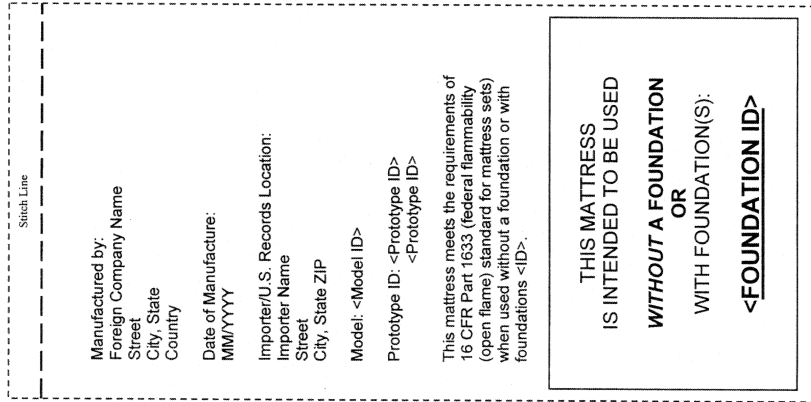 Stitch Line
Manufactured by:
Foreign Company Name
Street
City, State
Country
Date of Manufacture:
MM/YYYY
Importer/U.S. Records Location:
Importer Name
Street
City, State ZIP
Model: <Model ID>
Prototype ID: <Prototype ID>
<Prototype ID>
This mattress meets the requirements of
16 CFR Part 1633 (federal flammability
(open flame) standard for mattress sets)
when used without a foundation or with
foundations <ID>.
THIS MATTRESS
IS INTENDED TO BE USED
WITHOUT A FOUNDATION
OR
WITH FOUNDATION(S):
<FOUNDATION ID>